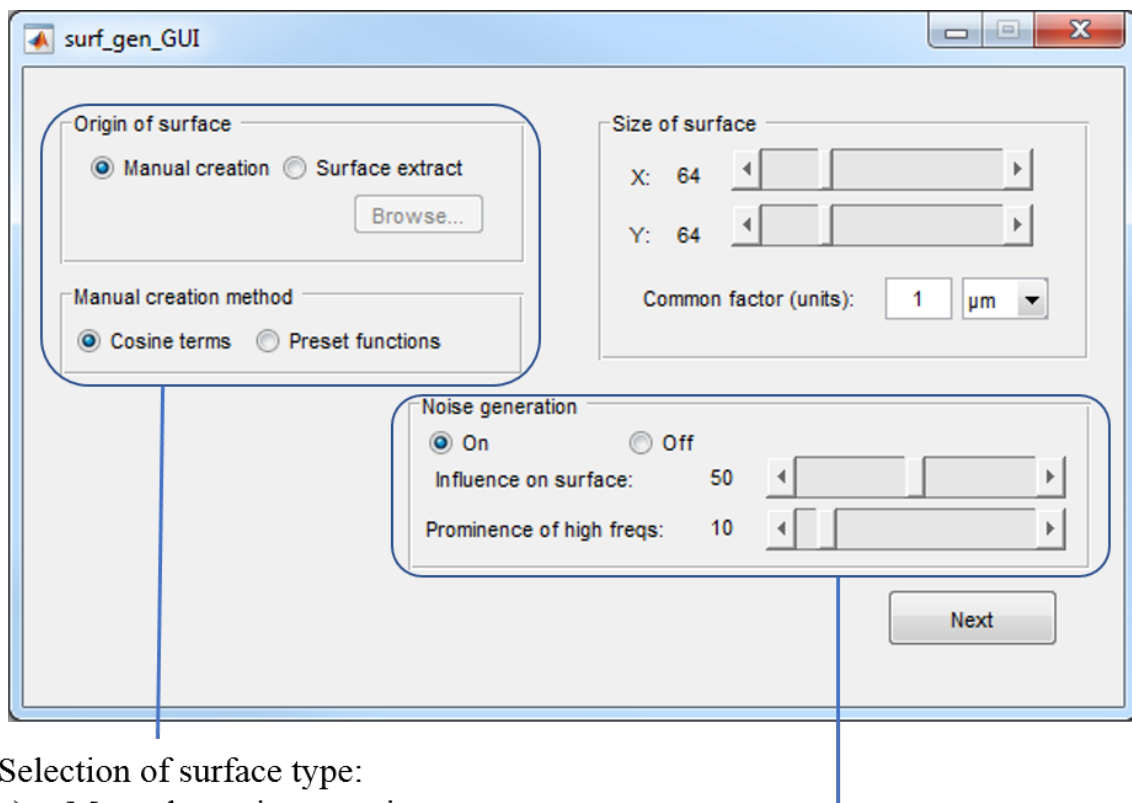 surf_gen_GUI
Origin of surface
Manual creation Surface extract
Browse...
Manual creation method
Cosine terms Preset functions
Size of surface
X: 64
Y: 64
Common factor (units): 1 µm
Noise generation
On Off
Influence on surface: 50
Prominence of high freqs: 10
Next
Selection of surface type: